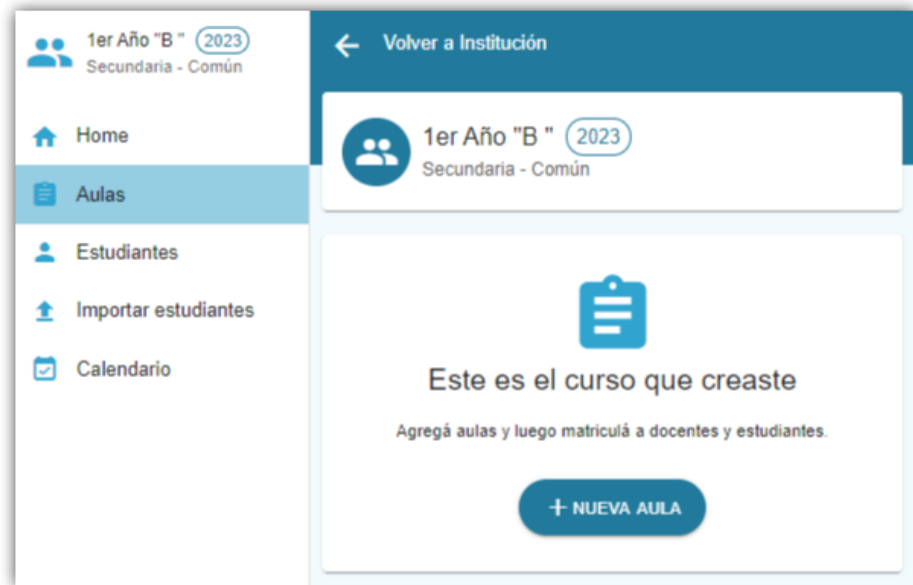 1er Año "B " 2023
Secundaria - Común
Home
Aulas
Estudiantes
Importar estudiantes
Calendario
Volver a Institución
1er Año "B " 2023
Secundaria - Común
Este es el curso que creaste
Agregá aulas y luego matriculá a docentes y estudiantes.
+ NUEVA AULA